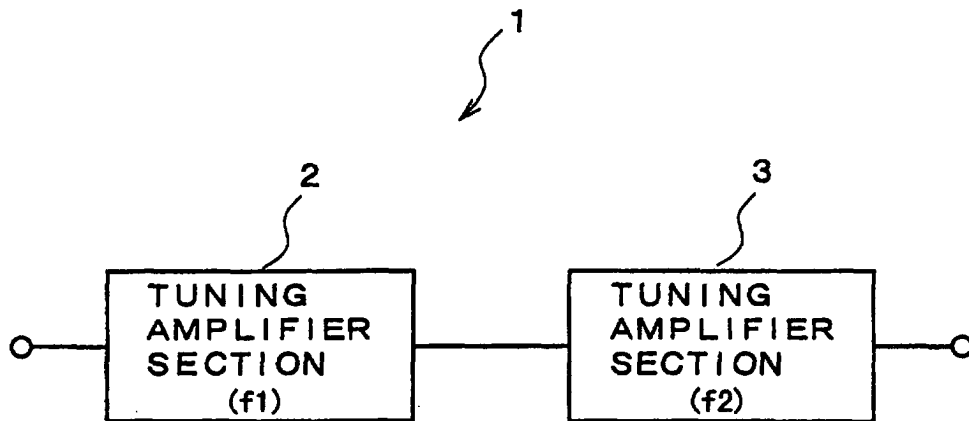 1
2
3
TUNING
AMPLIFIER
SECTION
(f1)
TUNING
AMPLIFIER
SECTION
(f2)